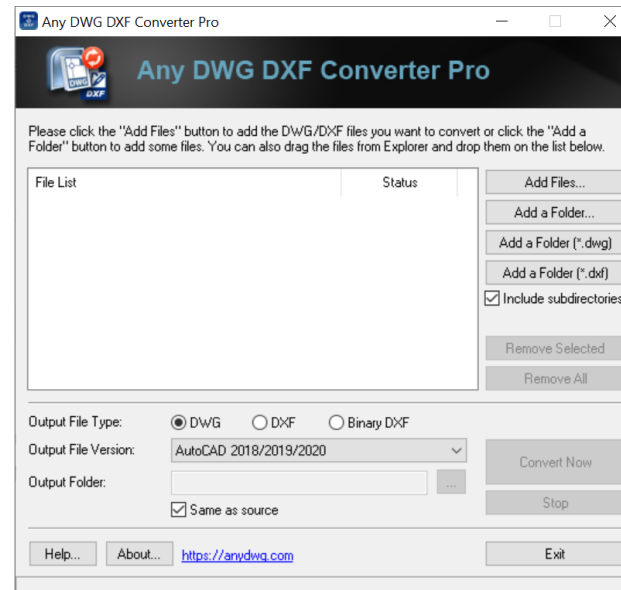 Any DWG DXF Converter Pro
DWG
DXF
Any DWG DXF Converter Pro
Please click the "Add Files" button to add the DWG/DXF files you want to convert or click the "Add a
Folder" button to add some files. You can also drag the files from Explorer and drop them on the list below.
File List Status
Add Files...
Add a Folder...
Add a Folder (*.dwg)
Add a Folder (*.dxf)
Include subdirectories
Remove Selected
Remove All
Output File Type: DWG DXF Binary DXF
Output File Version: AutoCAD 2018/2019/2020
Convert Now
Output Folder: ...
Same as source
Stop
Help... About... https://anydwg.com Exit